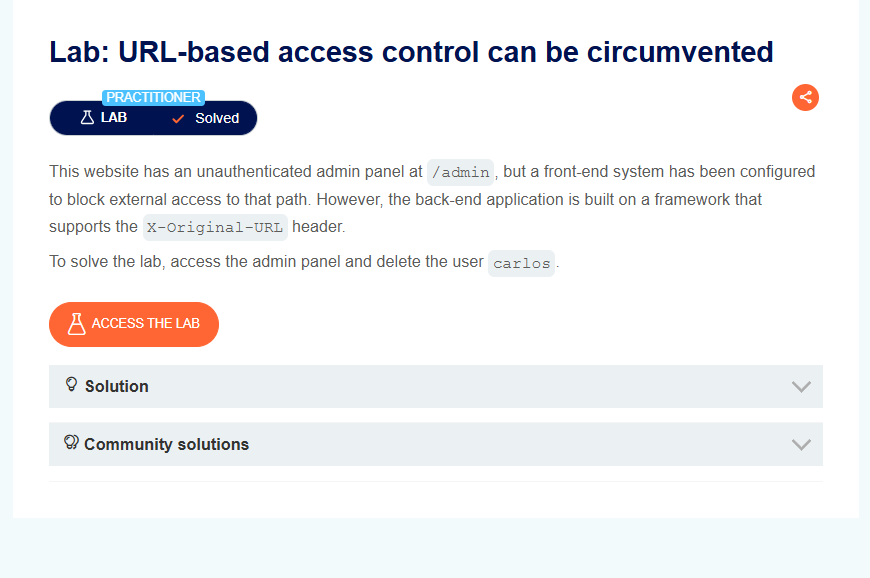 Lab: URL-based access control can be circumvented
PRACTITIONER
LAB Solved
This website has an unauthenticated admin panel at /admin, but a front-end system has been configured
to block external access to that path. However, the back-end application is built on a framework that
supports the X-Original-URL header.
To solve the lab, access the admin panel and delete the user carlos.
ACCESS THE LAB
Solution
Community solutions